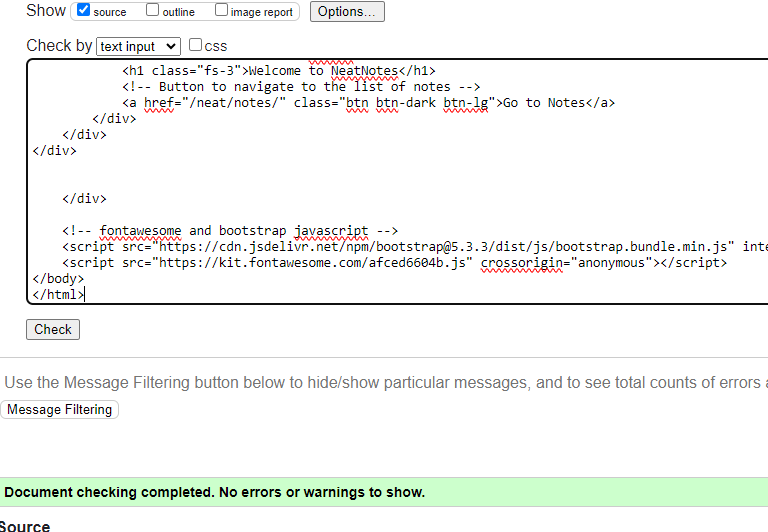 Show source outline image report Options...
Check by text input css
<h1 class="fs-3">Welcome to NeatNotes</h1>
<!-- Button to navigate to the list of notes -->
<a href="/neat/notes/" class="btn btn-dark btn-lg">Go to Notes</a>
</div>
</div>
</div>
</div>
<!-- fontawesome and bootstrap javascript -->
<script src="https://cdn.jsdelivr.net/npm/bootstrap@5.3.3/dist/js/bootstrap.bundle.min.js" inte
<script src="https://kit.fontawesome.com/afced6604b.js" crossorigin="anonymous"></script>
</body>
</html>
Check
Use the Message Filtering button below to hide/show particular messages, and to see total counts of errors a
Message Filtering
Document checking completed. No errors or warnings to show.
Source